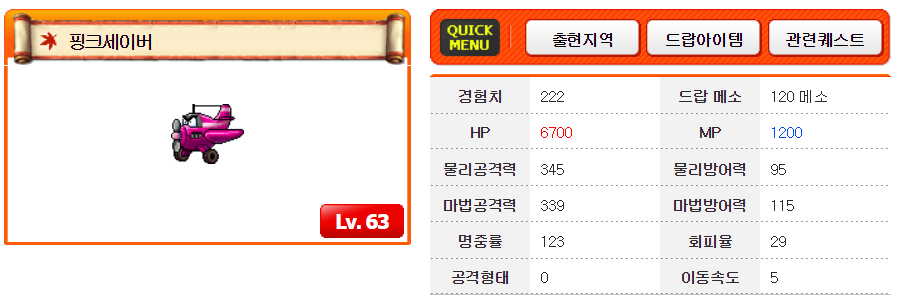 핑크세이버
Lv. 63
QUICK MENU 출현지역 드랍아이템 관련퀘스트
경험치 222 드랍 메소 120 메소
HP 6700 MP 1200
물리공격력 345 물리방어력 95
마법공격력 339 마법방어력 115
명중률 123 회피율 29
공격형태 0 이동속도 5